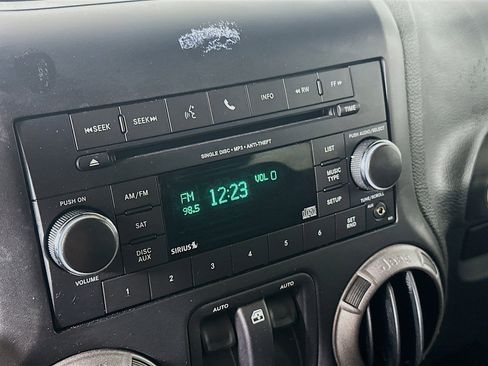 SEEK
SEEK
INFO
RW
FF
TIME
SINGLE DISC • MP3 • ANTI-THEFT
PUSH AUDIO/SELECT
PUSH ON
AM/FM
SAT
DISC
AUX
FM
98.5
12:23
VOL 0
LIST
MUSIC
TYPE
SETUP
SET
RND
TUNE/SCROLL
AUX
SIRIUS
VOLUME
1
2
3
4
5
6
AUTO
AUTO
Jeep